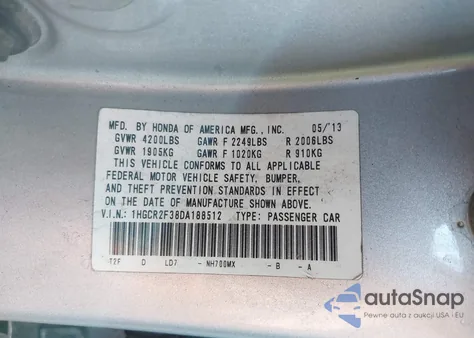 MFD. BY HONDA OF AMERICA MFG., INC. 05/'13
GVWR 4200LBS GAWR F 2249LBS R 2006LBS
GVWR 1905KG GAWR F 1020KG R 910KG
THIS VEHICLE CONFORMS TO ALL APPLICABLE
FEDERAL MOTOR VEHICLE SAFETY, BUMPER,
AND THEFT PREVENTION STANDARDS IN EFFECT
ON THE DATE OF MANUFACTURE SHOWN ABOVE.
V.I.N.: 1HGCR2F38DA188512 TYPE: PASSENGER CAR
T2F D LD7 - NH700MX - B - A
autoSnap
Pewne auta z aukcji USA i EU